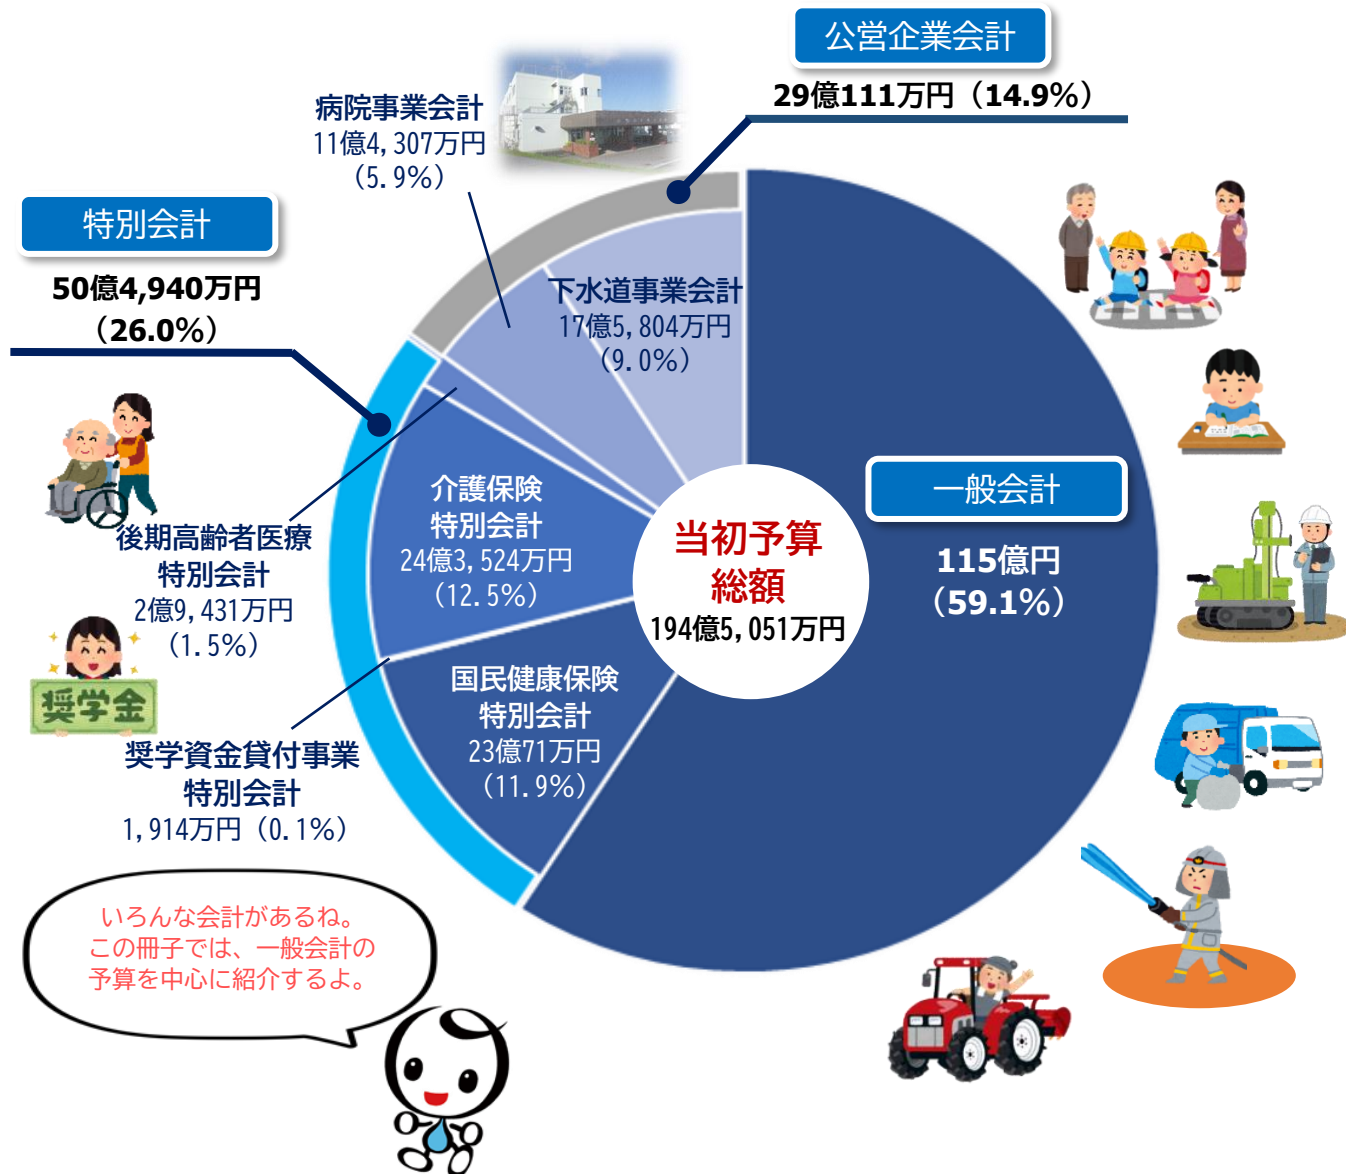 公営企業会計
29億111万円（14.9%）
病院事業会計
11億4,307万円
（5.9%）
特別会計
50億4,940万円
（26.0%）
下水道事業会計
17億5,804万円
（9.0%）
介護保険
特別会計
24億3,524万円
（12.5%）
一般会計
115億円
（59.1%）
当初予算
総額
194億5,051万円
後期高齢者医療
特別会計
2億9,431万円
（1.5%）
奨学金
国民健康保険
特別会計
23億71万円
（11.9%）
奨学資金貸付事業
特別会計
1,914万円（0.1%）
いろんな会計があるね。
この冊子では、一般会計の
予算を中心に紹介するよ。